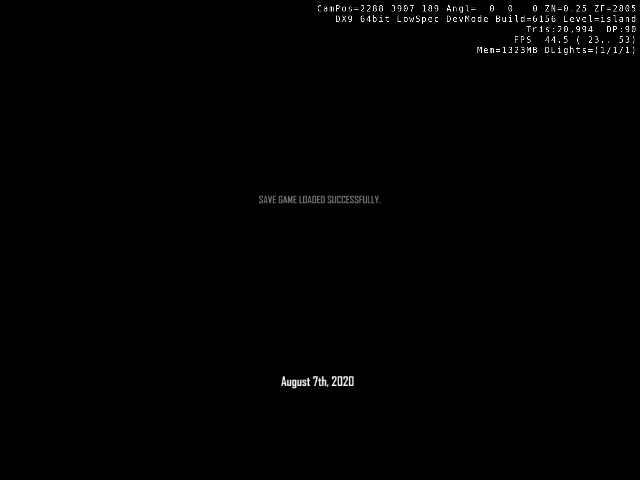 CamPos=2288 3907 189 Angl=  0  0   0 ZN=0.25 ZF=2805
DX9 64bit LowSpec DevMode Build=6156 Level=island
Tris:20,994  DP:90
FPS  44.5 ( 23.. 53)
Mem=1323MB DLights=(1/1/1)
SAVE GAME LOADED SUCCESSFULLY.
August 7th, 2020